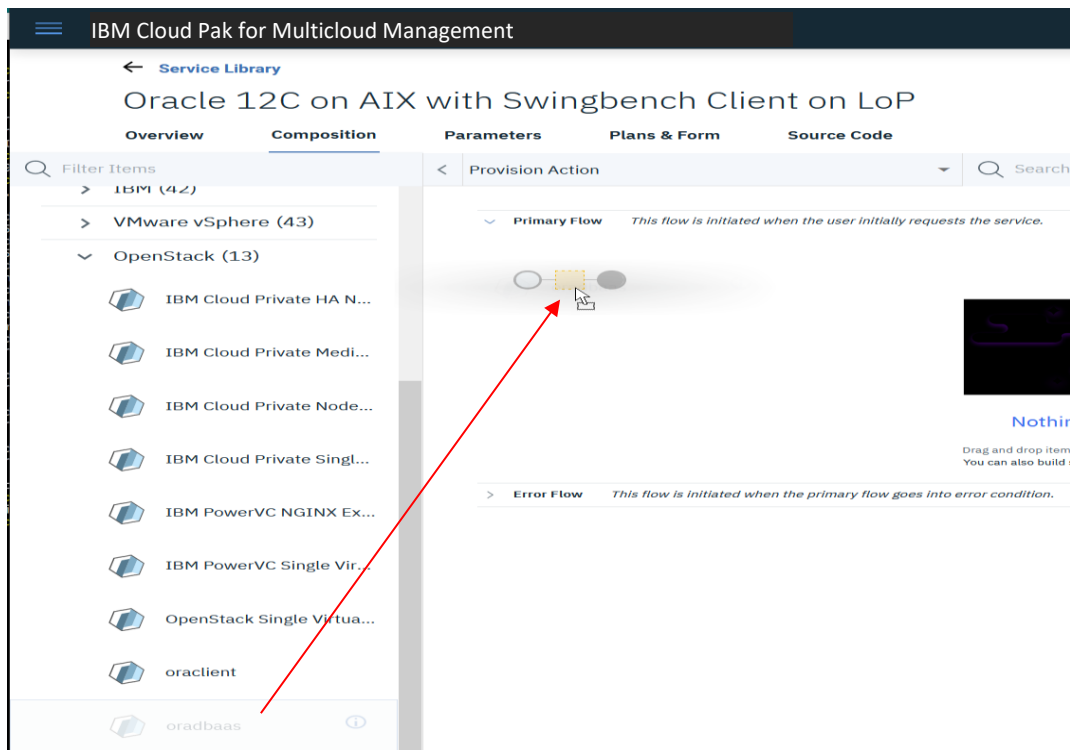 IBM Cloud Pak for Multicloud Management
Service Library
Oracle 12C on AIX with Swingbench Client on LoP
Overview Composition Parameters Plans & Form Source Code
Filter Items
Provision Action
Search
IBM (42)
VMware vSphere (43)
OpenStack (13)
IBM Cloud Private HA N...
IBM Cloud Private Medi...
IBM Cloud Private Node...
IBM Cloud Private Singl...
IBM PowerVC NGINX Ex...
IBM PowerVC Single Vir...
OpenStack Single Virtua...
oraclient
oradbaas
Primary Flow This flow is initiated when the user initially requests the service.
Nothin
Drag and drop item
You can also build
Error Flow This flow is initiated when the primary flow goes into error condition.